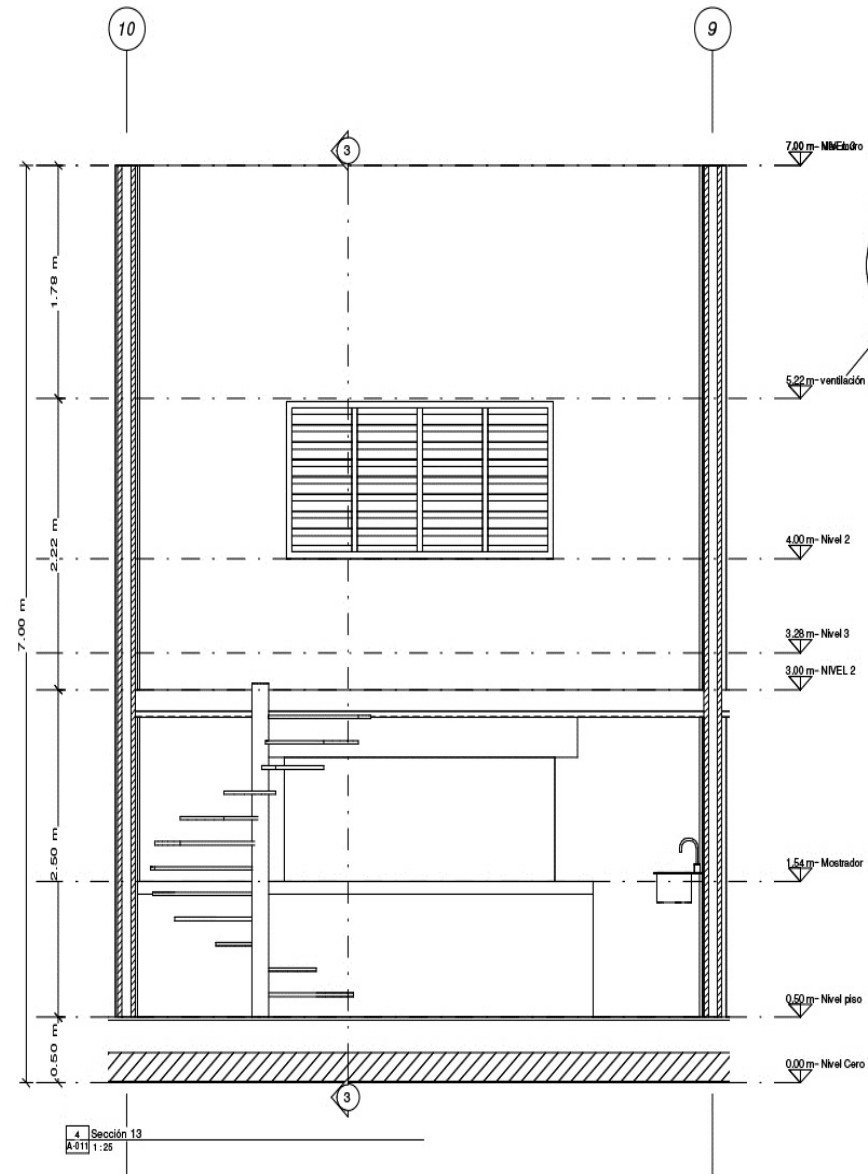 10
9
3
7.00 m
1.78 m
5.22 m - ventilación
2.22 m
4.00 m - Nivel 2
3.28 m - Nivel 3
3.00 m - NIVEL 2
7.00 m
2.50 m
1.54 m - Mostrador
0.50 m - Nivel piso
0.50 m
0.00 m - Nivel Cero
3
4 Sección 13
A-011 1 : 25